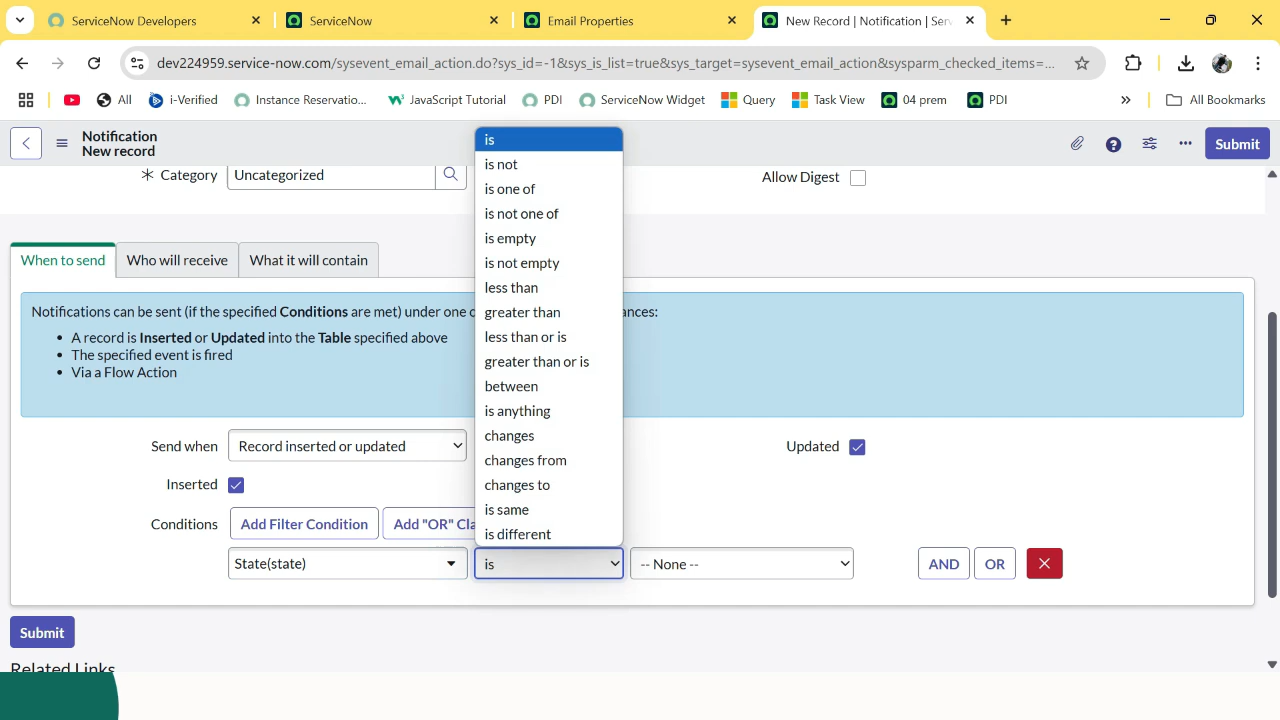 ServiceNow Developers
ServiceNow
Email Properties
New Record | Notification | Serv
dev224959.service-now.com/sysevent_email_action.do?sys_id=-1&sys_is_list=true&sys_target=sysevent_email_action&sysparm_checked_items=...
All
i-Verified
Instance Reservatio...
JavaScript Tutorial
PDI
ServiceNow Widget
Query
Task View
04 prem
PDI
All Bookmarks
Notification
New record
Submit
Category
Uncategorized
Allow Digest
When to send
Who will receive
What it will contain
Notifications can be sent (if the specified Conditions are met) under one c
ances:
A record is Inserted or Updated into the Table specified above
The specified event is fired
Via a Flow Action
Send when
Record inserted or updated
Updated
Inserted
Conditions
Add Filter Condition
Add "OR" Cla
State(state)
is
-- None --
AND
OR
is
is not
is one of
is not one of
is empty
is not empty
less than
greater than
less than or is
greater than or is
between
is anything
changes
changes from
changes to
is same
is different
Submit
Related Links